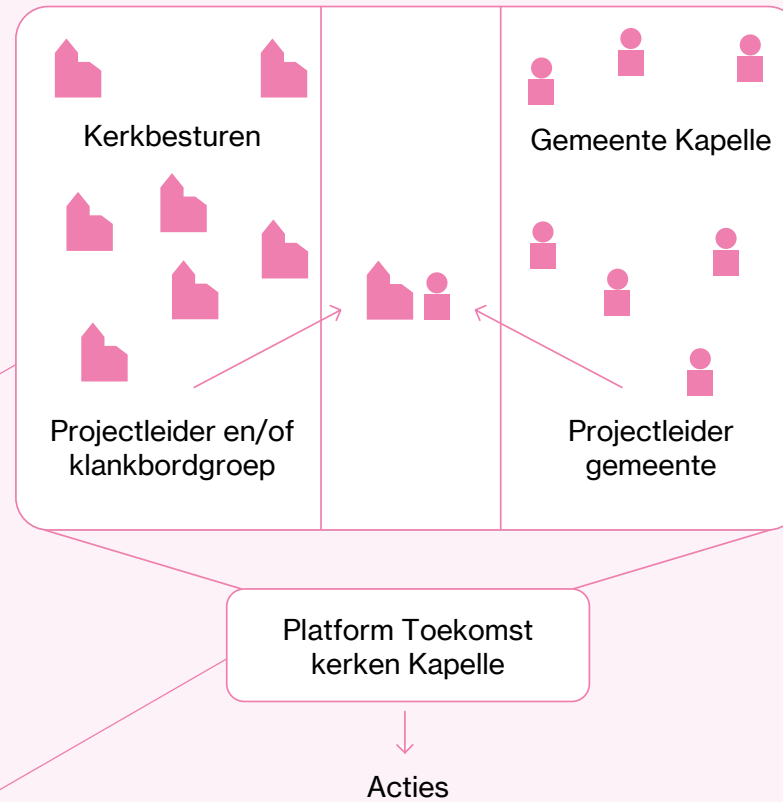 Kerkbesturen
Gemeente Kapelle
Projectleider en/of
klankbordgroep
Projectleider
gemeente
Platform Toekomst
kerken Kapelle
Acties